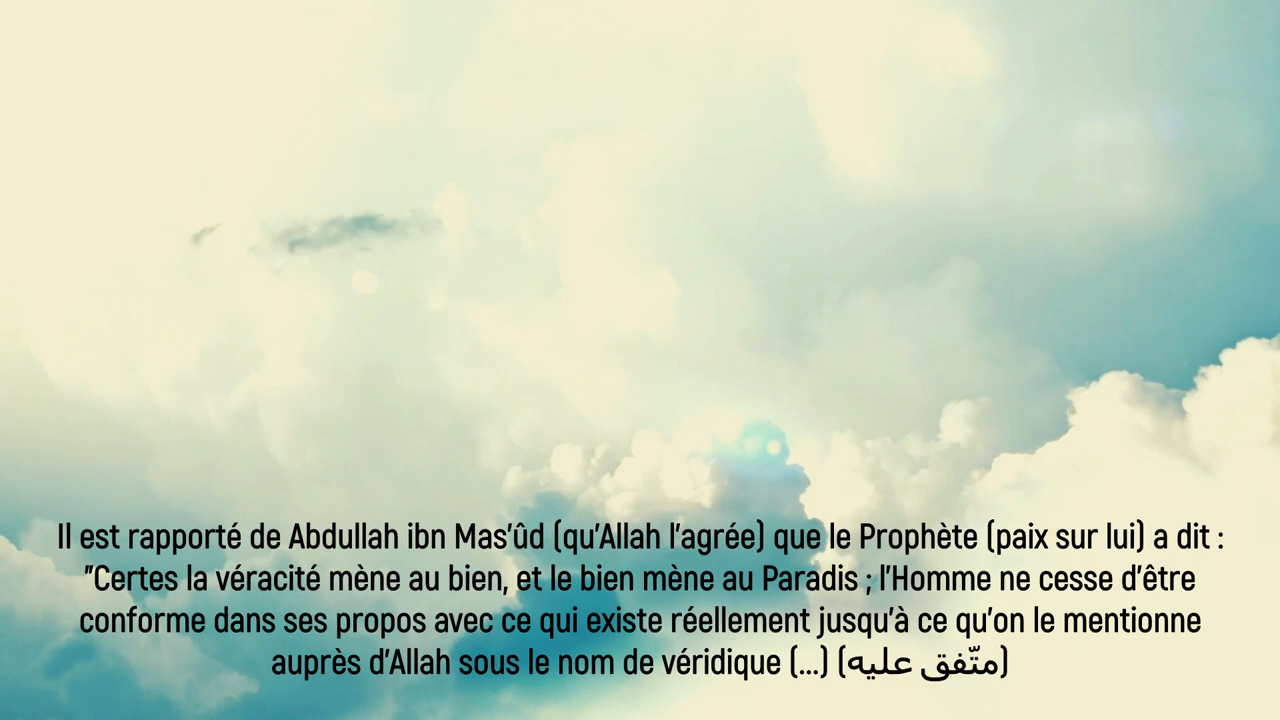 Il est rapporté de Abdullah ibn Mas'ûd (qu'Allah l'agrée) que le Prophète (paix sur lui) a dit :
"Certes la véracité mène au bien, et le bien mène au Paradis ; l'Homme ne cesse d'être
conforme dans ses propos avec ce qui existe réellement jusqu'à ce qu'on le mentionne
auprès d'Allah sous le nom de véridique (...) (متّفق عليه)